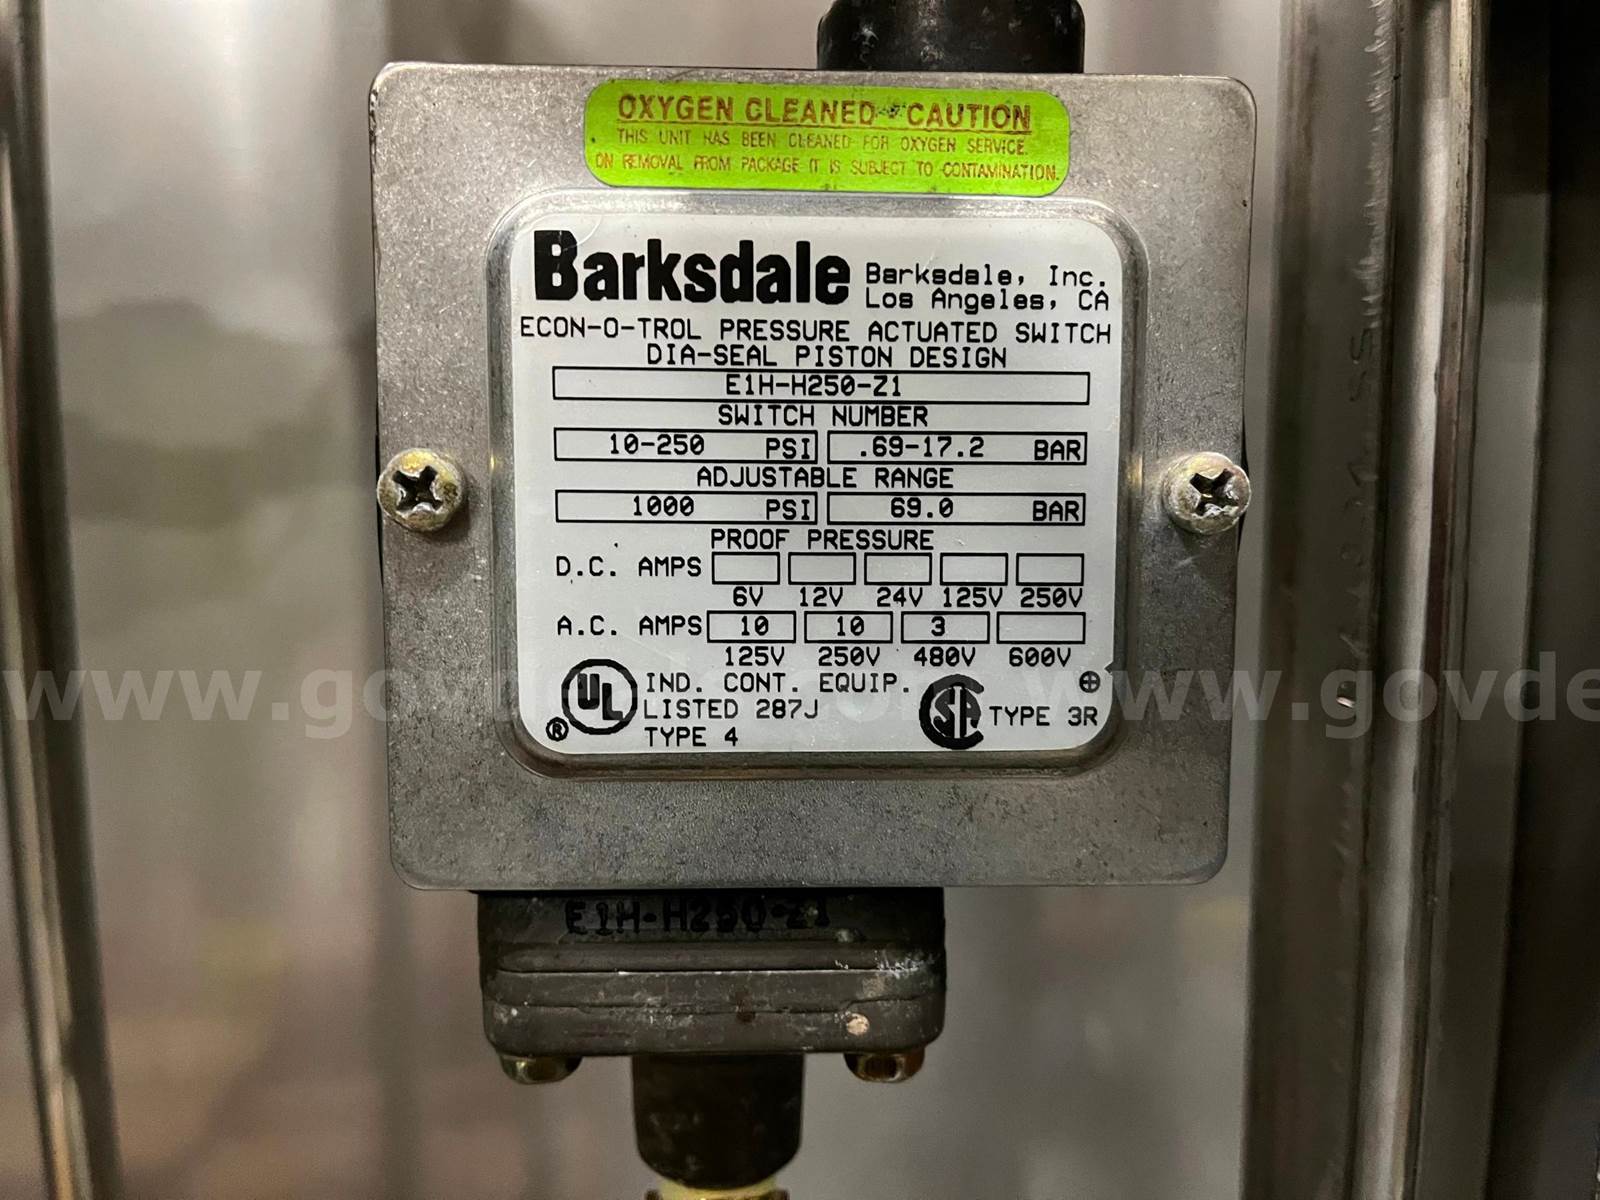 OXYGEN CLEANED - CAUTION
THIS UNIT HAS BEEN CLEANED FOR OXYGEN SERVICE.
ON REMOVAL FROM PACKAGE IT IS SUBJECT TO CONTAMINATION.
Barksdale Barksdale, Inc.
Los Angeles, CA
ECON-O-TROL PRESSURE ACTUATED SWITCH
DIA-SEAL PISTON DESIGN
E1H-H250-Z1
SWITCH NUMBER
10-250 PSI .69-17.2 BAR
ADJUSTABLE RANGE
1000 PSI 69.0 BAR
PROOF PRESSURE
D.C. AMPS
6V 12V 24V 125V 250V
A.C. AMPS 10 10 3
125V 250V 480V 600V
UL IND. CONT. EQUIP.
LISTED 287J
® TYPE 4
SA TYPE 3R
E1H-H250-Z1